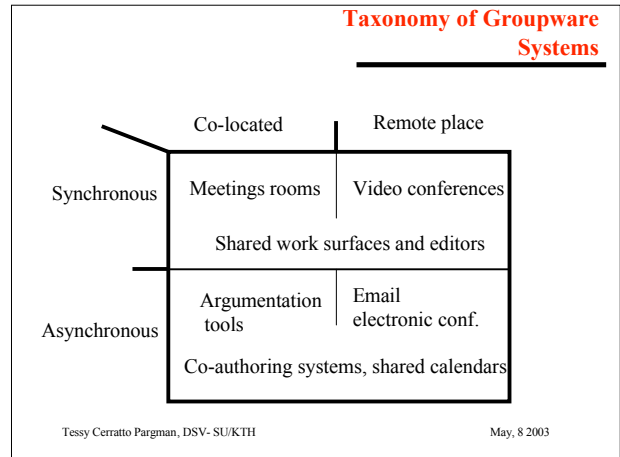 Taxonomy of Groupware
Systems
Co-located Remote place
Synchronous Meetings rooms Video conferences
Shared work surfaces and editors
Asynchronous Argumentation
tools
Email
electronic conf.
Co-authoring systems, shared calendars
Tessy Cerratto Pargman, DSV- SU/KTH May, 8 2003